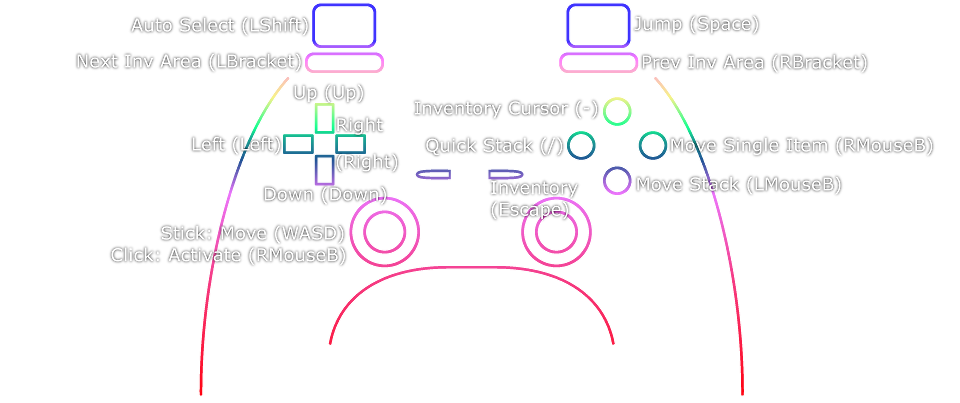 Auto Select (LShift)
Jump (Space)
Next Inv Area (LBracket)
Prev Inv Area (RBracket)
Up (Up)
Inventory Cursor (-)
Right
(Right)
Left (Left)
Quick Stack (/)
Move Single Item (RMouseB)
Down (Down)
Inventory
(Escape)
Move Stack (LMouseB)
Stick: Move (WASD)
Click: Activate (RMouseB)